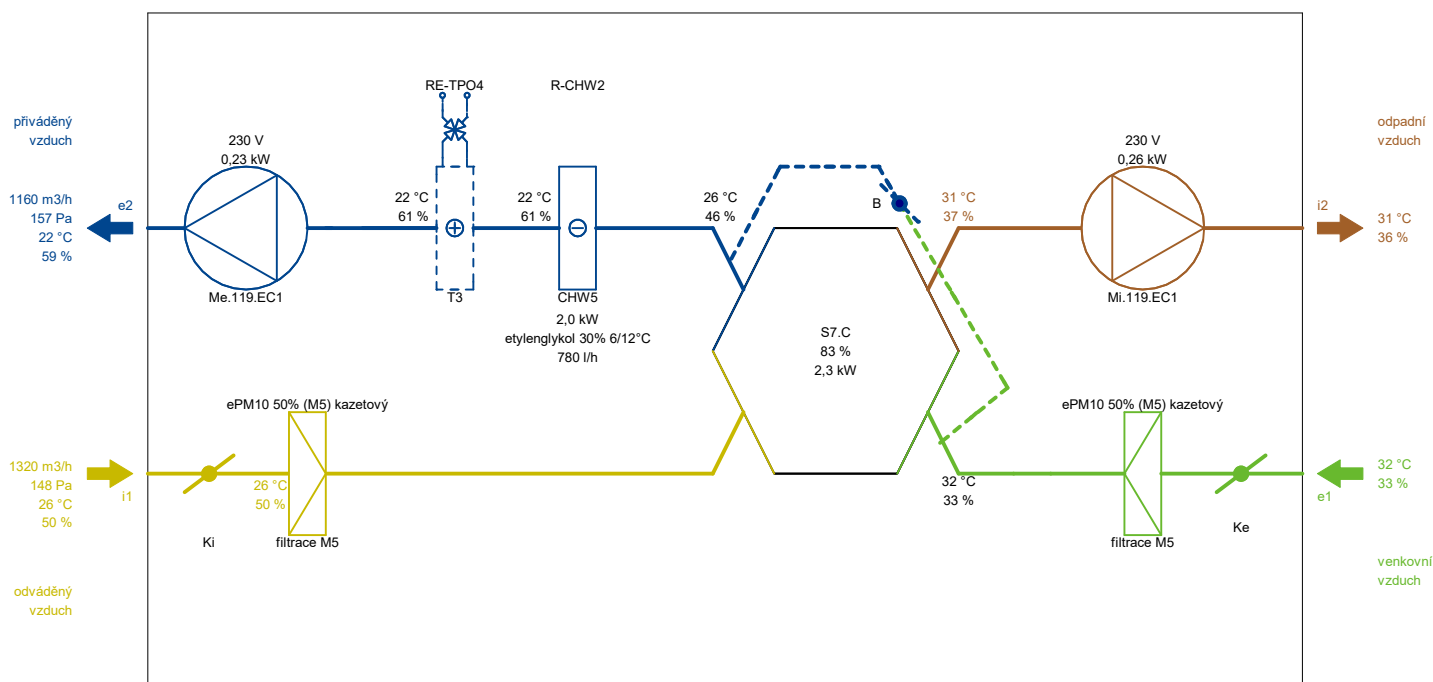 RE-TPO4
R-CHW2
přiváděný
vzduch
odpadní
vzduch
230 V
0,23 kW
230 V
0,26 kW
1160 m3/h
157 Pa
22 °C
59 %
e2
22 °C
61 %
22 °C
61 %
26 °C
46 %
B
31 °C
37 %
i2
31 °C
36 %
Me.119.EC1
T3
CHW5
Mi.119.EC1
2,0 kW
etylenglykol 30% 6/12°C
780 l/h
S7.C
83 %
2,3 kW
ePM10 50% (M5) kazetový
ePM10 50% (M5) kazetový
1320 m3/h
148 Pa
26 °C
50 %
i1
26 °C
50 %
32 °C
33 %
e1
32 °C
33 %
Ki
filtrace M5
filtrace M5
Ke
odváděný
vzduch
venkovní
vzduch